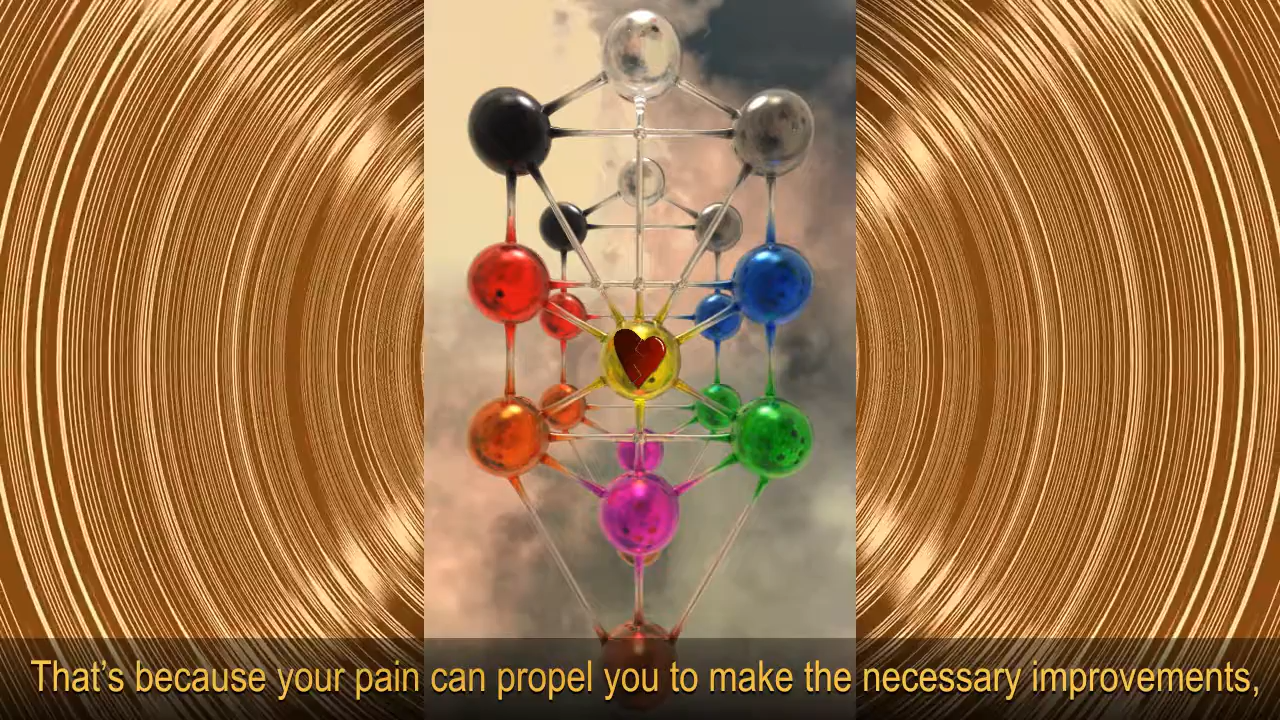 That’s because your pain can propel you to make the necessary improvements,